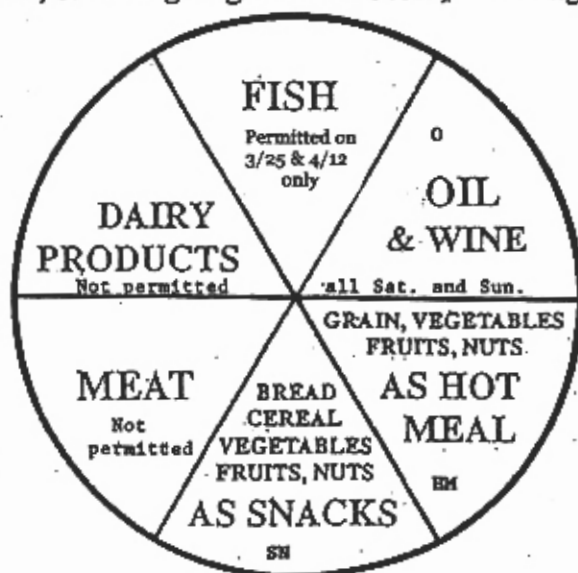 FISH
Permitted on
3/25 & 4/12
only
O
OIL
& WINE
all Sat. and Sun.
GRAIN, VEGETABLES
FRUITS, NUTS
AS HOT
MEAL
HM
BREAD
CEREAL
VEGETABLES
FRUITS, NUTS
AS SNACKS
SN
MEAT
Not
permitted
DAIRY
PRODUCTS
Not permitted